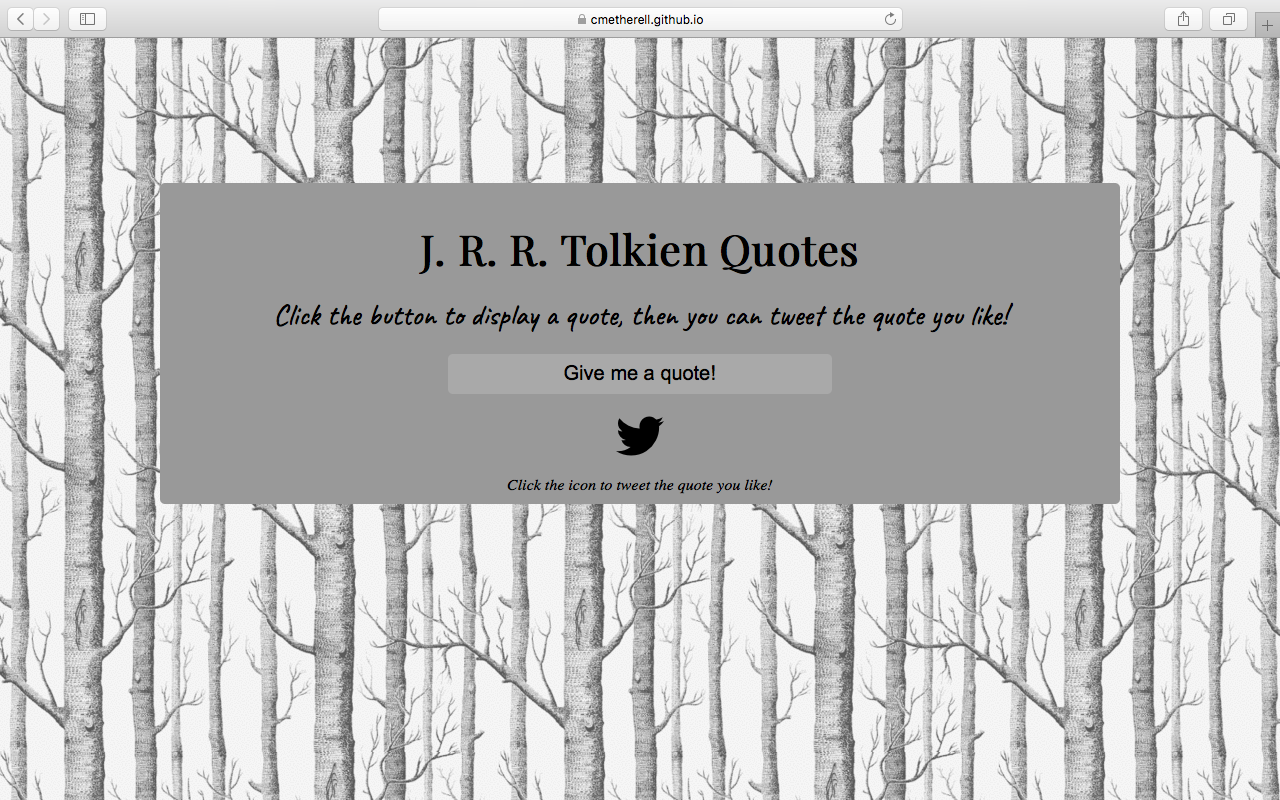 cmetherell.github.io
J. R. R. Tolkien Quotes
Click the button to display a quote, then you can tweet the quote you like!
Give me a quote!
Click the icon to tweet the quote you like!